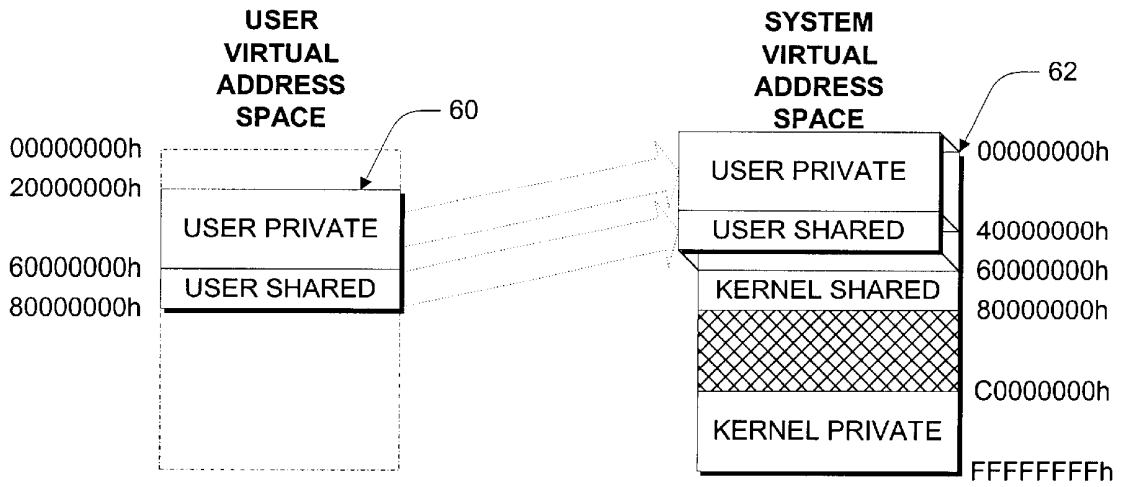 USER
VIRTUAL
ADDRESS
SPACE
60
00000000h
20000000h
USER PRIVATE
60000000h
USER SHARED
80000000h
SYSTEM
VIRTUAL
ADDRESS
SPACE
62
00000000h
USER PRIVATE
USER SHARED
40000000h
60000000h
KERNEL SHARED
80000000h
C0000000h
KERNEL PRIVATE
FFFFFFFFh